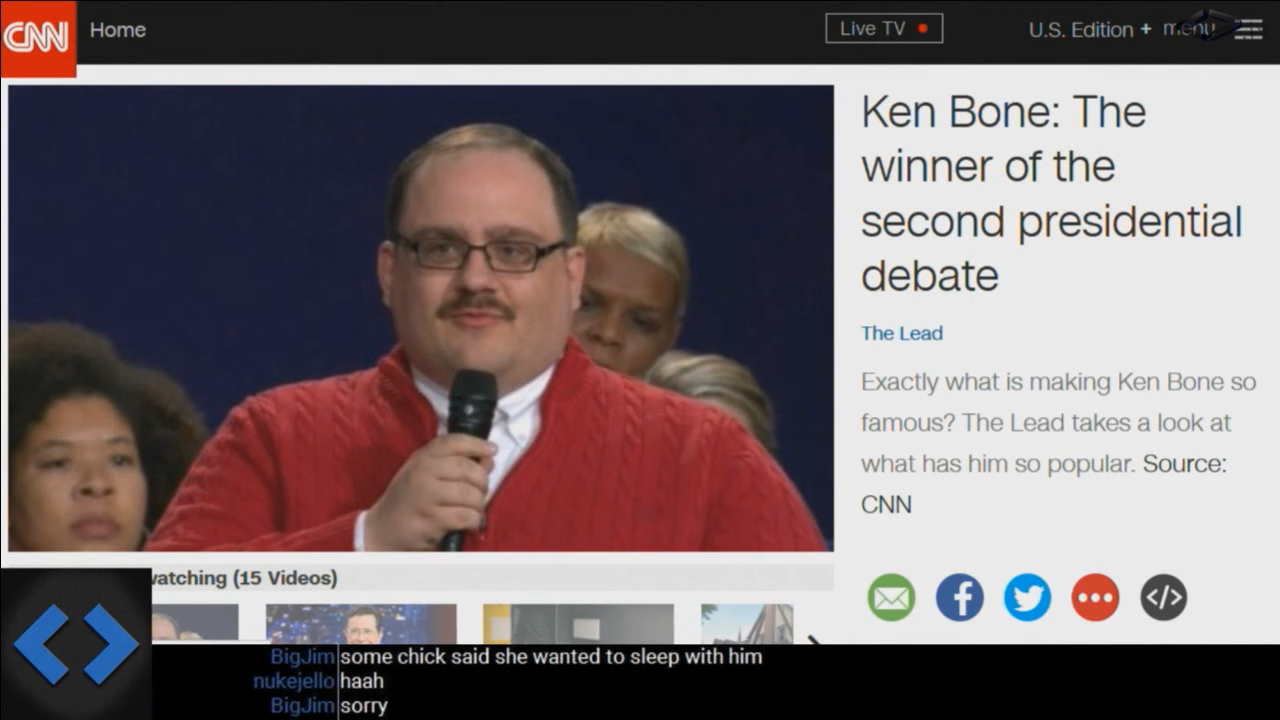 CNN
Home
Live TV
U.S. Edition + menu
Ken Bone: The
winner of the
second presidential
debate
The Lead
Exactly what is making Ken Bone so
famous? The Lead takes a look at
what has him so popular. Source:
CNN
watching (15 Videos)
BigJim some chick said she wanted to sleep with him
nukejello haah
BigJim sorry